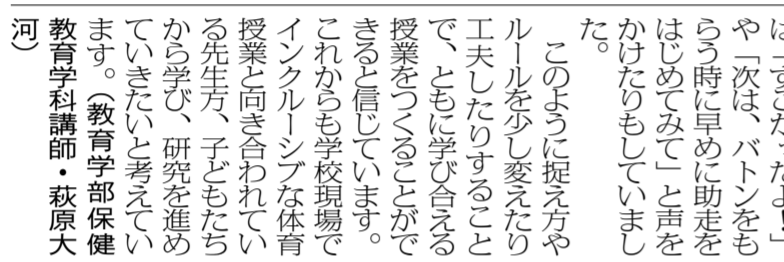 や「次は、バトンをも
らう時に早めに助走を
はじめてみて」と声を
かけたりもしていまし
た。
このように捉え方や
ルールを少し変えたり
工夫したりすること
で、ともに学び合える
授業をつくることがで
きると信じています。
これからも学校現場で
インクルーシブな体育
授業と向き合われてい
る先生方、子どもたち
から学び、研究を進め
ていきたいと考えてい
ます。（教育学部保健
教育学科講師・萩原大
河）